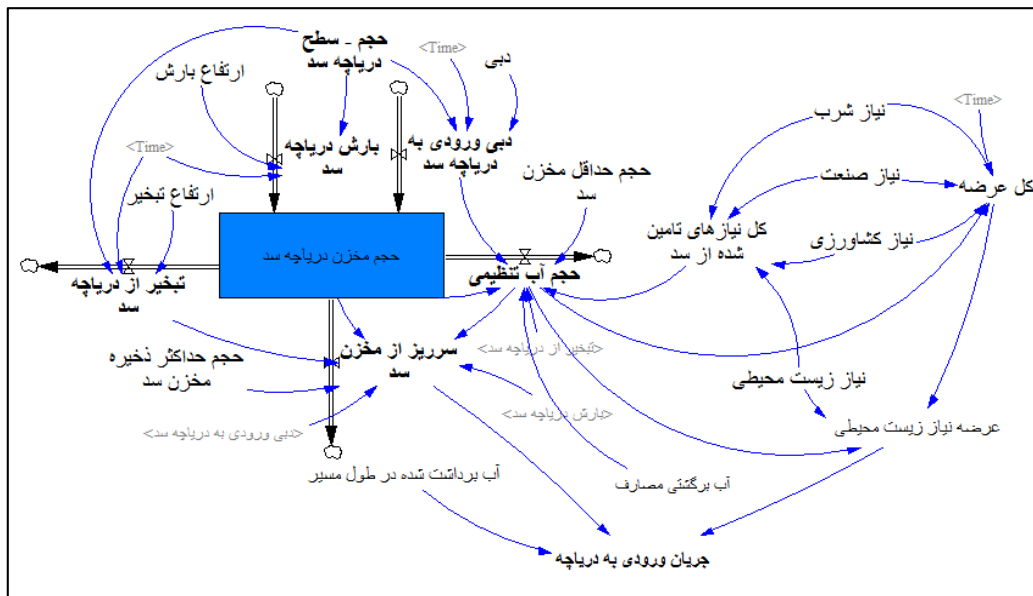 حجم - سطح
دریاچه سد
<Time>
دبی
ارتفاع بارش
<Time>
نیاز شرب
<Time>
بارش دریاچه
سد
دبی ورودی به
دریاچه سد
حجم حداقل مخزن
سد
نیاز صنعت
کل عرضه
ارتفاع تبخیر
کل نیازهای تامین
شده از سد
نیاز کشاورزی
حجم مخزن دریاچه سد
تبخیر از دریاچه
سد
حجم آب تنظیمی
سرریز از مخزن
سد
<تبخیر از دریاچه سد>
حجم حداکثر ذخیره
مخزن سد
نیاز زیست محیطی
<بارش دریاچه سد>
<دبی ورودی به دریاچه سد>
عرضه نیاز زیست محیطی
آب برداشت شده در طول مسیر
آب برگشتی مصارف
جریان ورودی به دریاچه